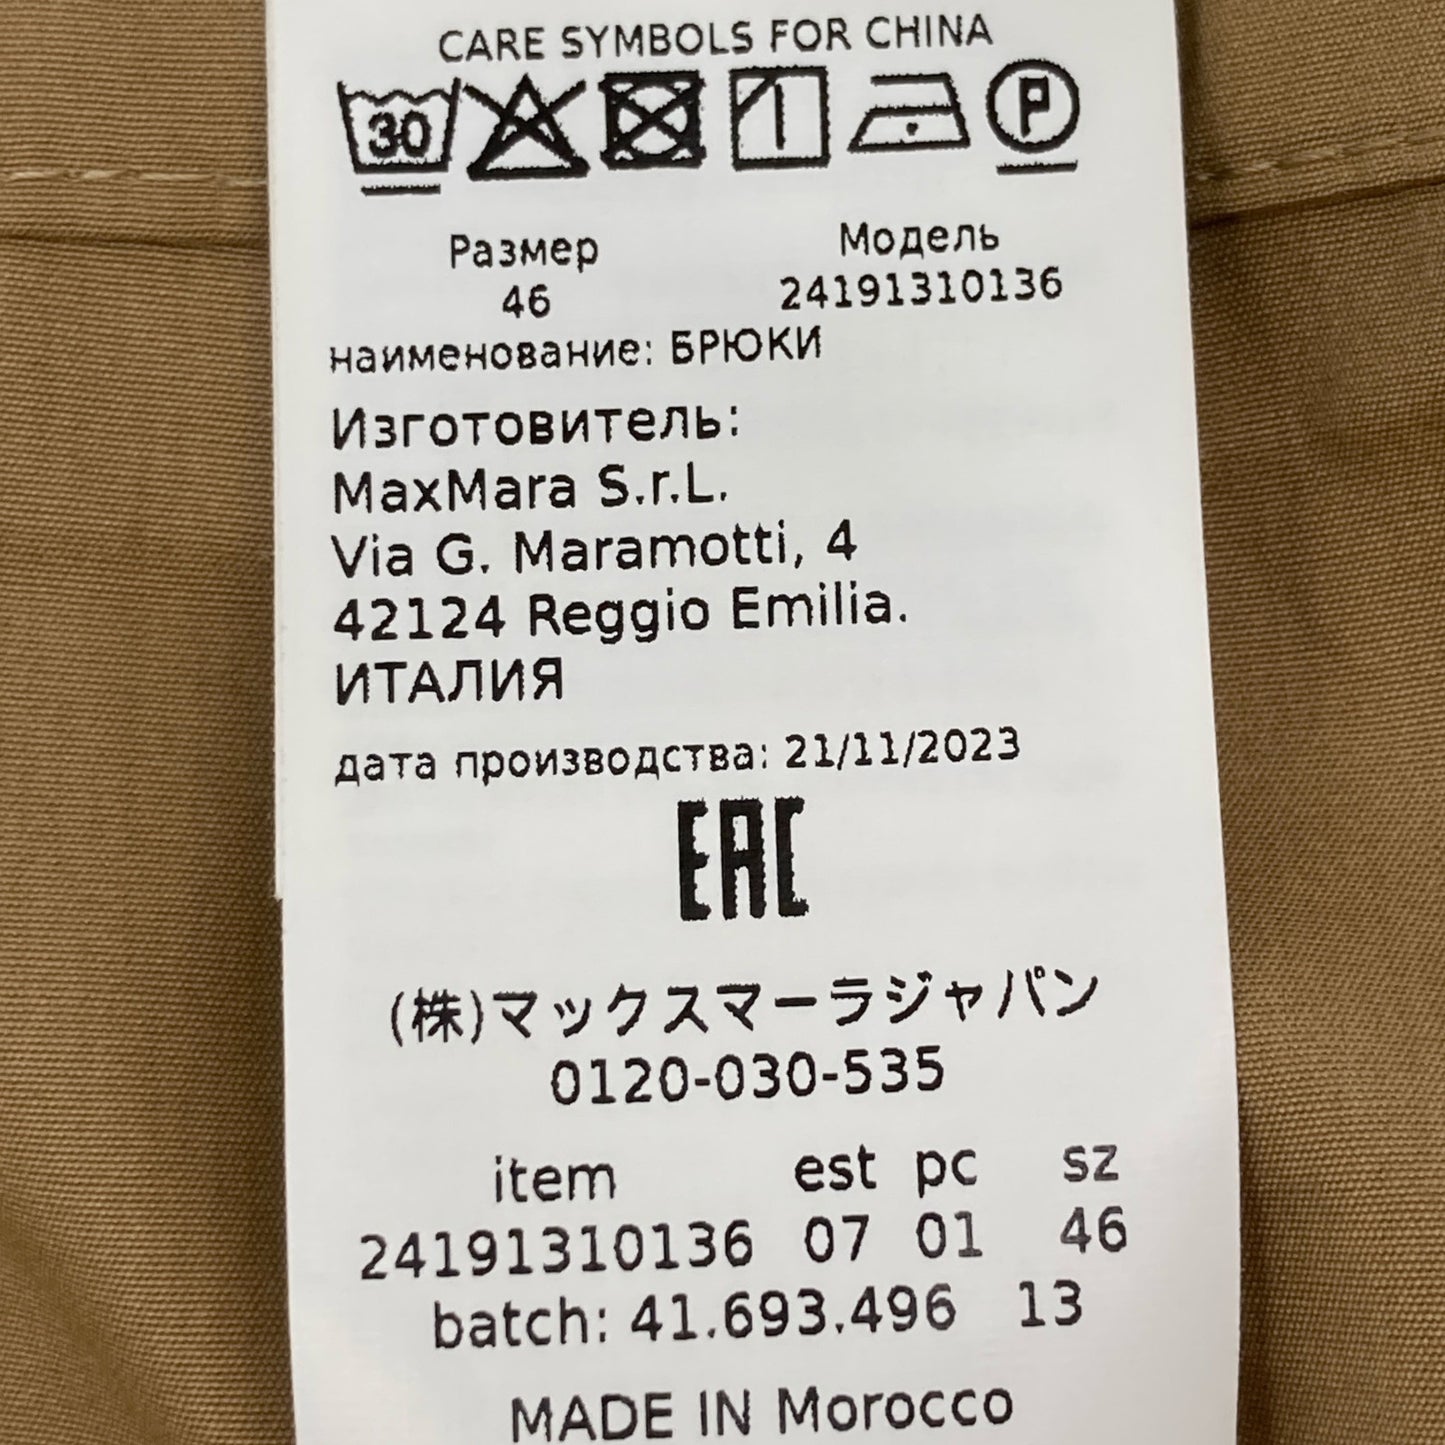 CARE SYMBOLS FOR CHINA
30 P
Размер Модель
46 24191310136
наименование: БРЮКИ
Изготовитель:
MaxMara S.r.L.
Via G. Maramotti, 4
42124 Reggio Emilia.
ИТАЛИЯ
дата производства: 21/11/2023
EAC
(株)マックスマーラジャパン
0120-030-535
item est pc sz
24191310136 07 01 46
batch: 41.693.496 13
MADE IN Morocco